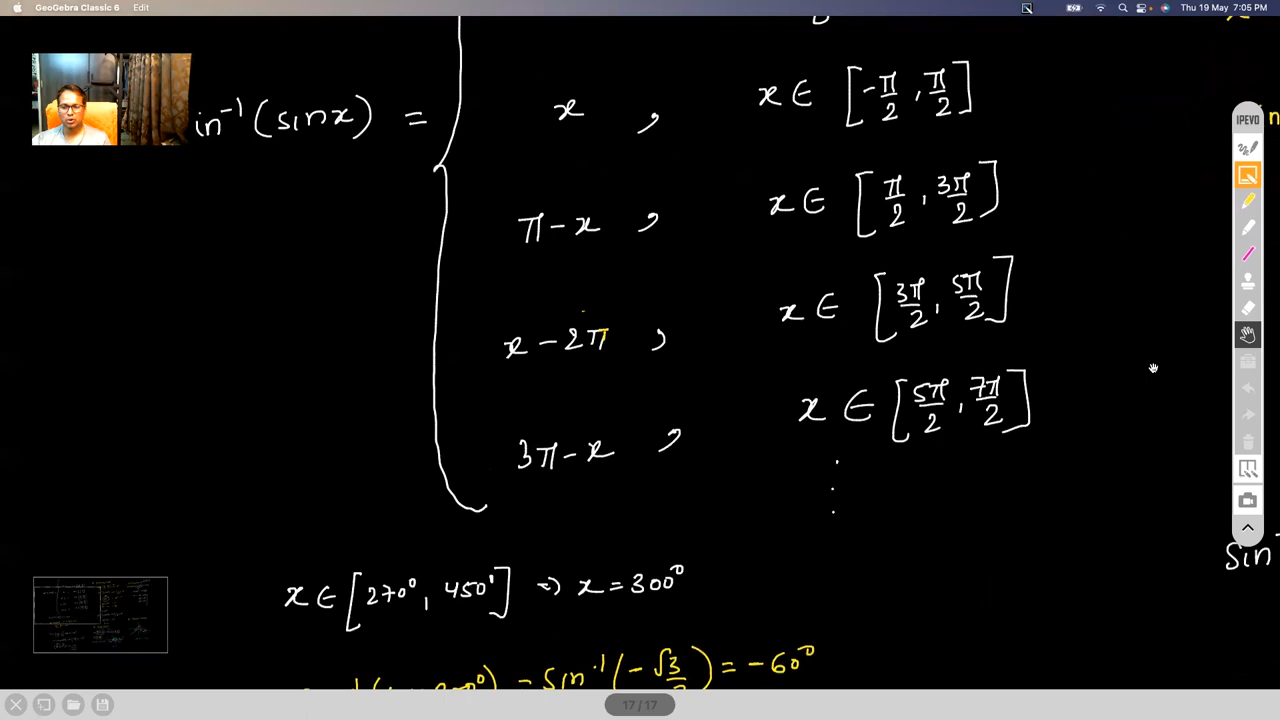 GeoGebra Classic 6 Edit Thu 19 May 7:05 PM
in⁻¹(sinx) =
x , x ∈ [-π/2 , π/2]
IPEVO
π-x , x ∈ [π/2 , 3π/2]
x-2π , x ∈ [3π/2 , 5π/2]
3π-x , x ∈ [5π/2 , 7π/2]
⋮
sin⁻
x ∈ [270° , 450°] ⇒ x = 300°
= Sin⁻¹(-√3/2) = -60°
17 / 17